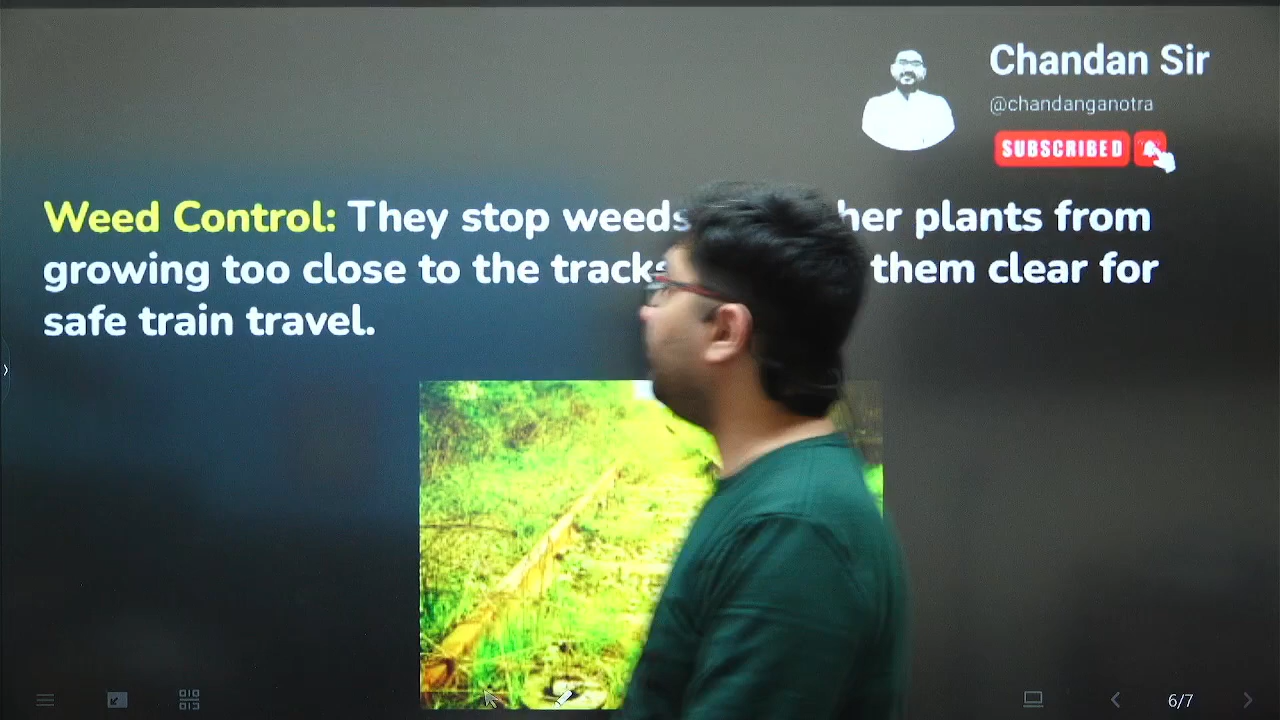 Chandan Sir
@chandanganotra
SUBSCRIBED
Weed Control: They stop weeds plants from
growing too close to the tracks them clear for
safe train travel.
6/7